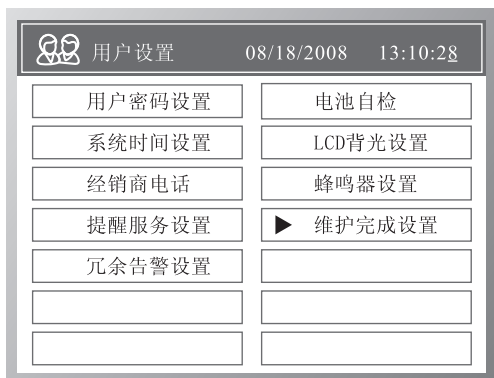 用户设置 08/18/2008 13:10:28
用户密码设置 电池自检
系统时间设置 LCD背光设置
经销商电话 蜂鸣器设置
提醒服务设置 ▶ 维护完成设置
冗余告警设置